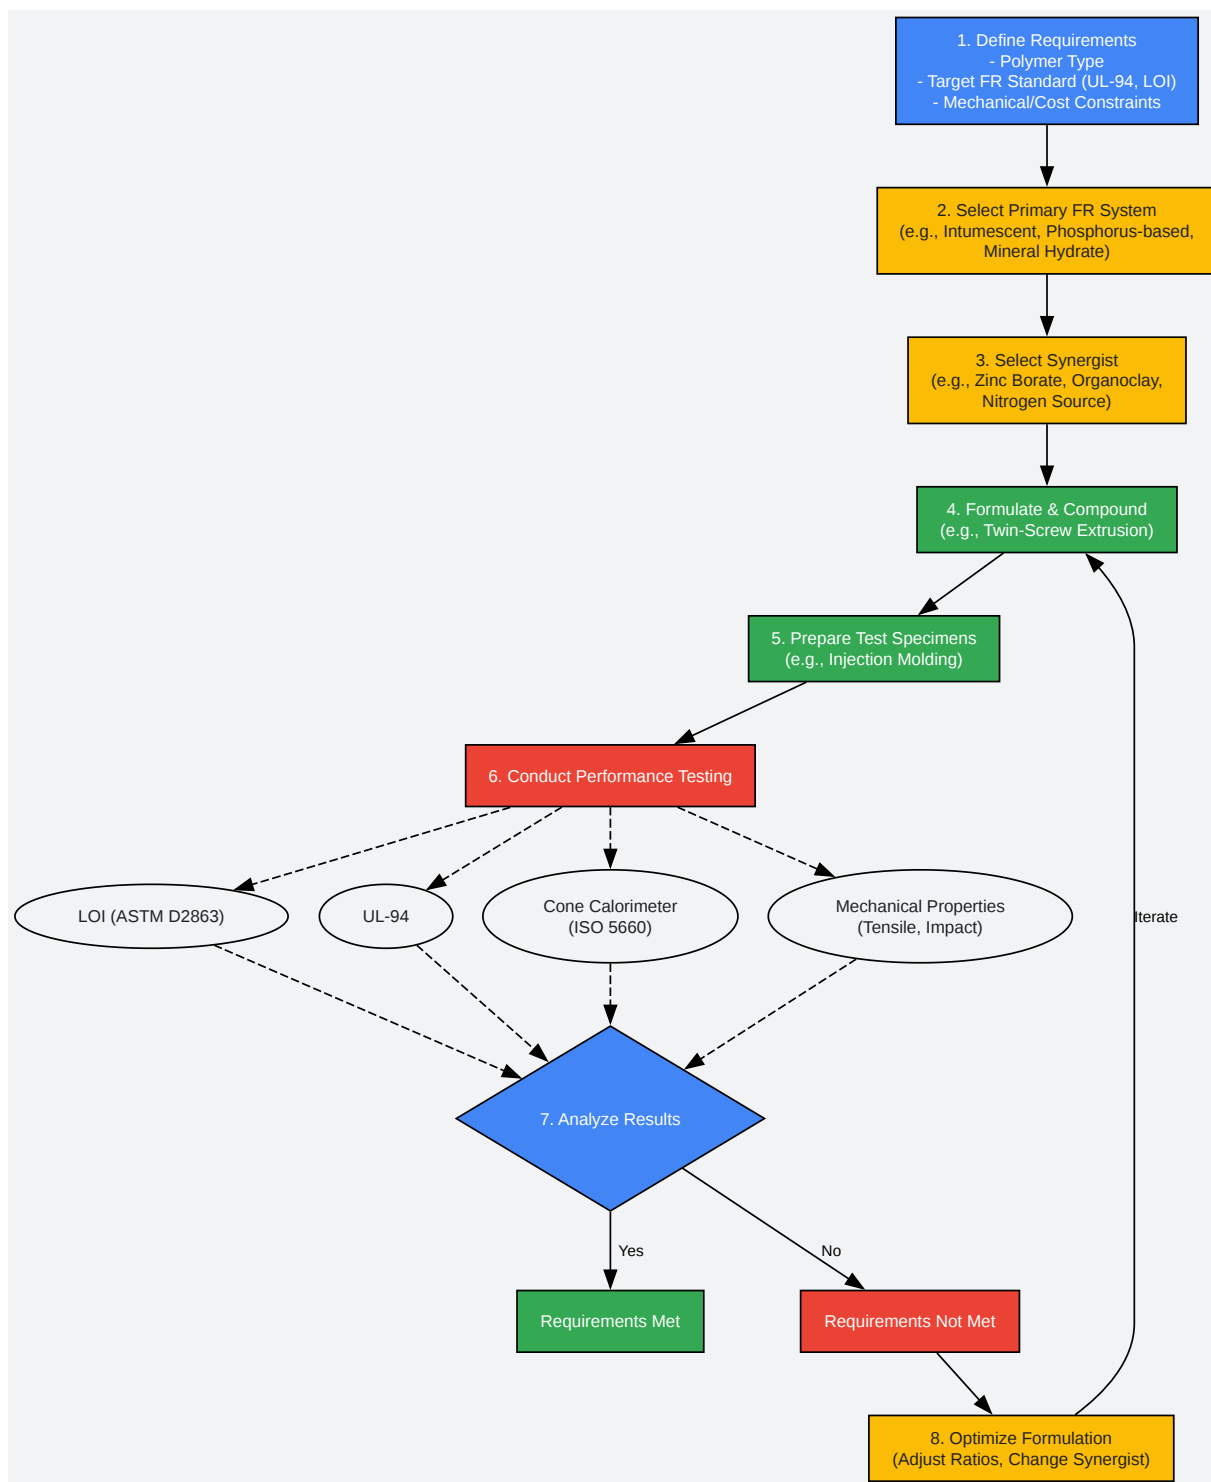 1. Define Requirements
- Polymer Type
- Target FR Standard (UL-94, LOI)
- Mechanical/Cost Constraints
2. Select Primary FR System
(e.g., Intumescent, Phosphorus-based,
Mineral Hydrate)
3. Select Synergist
(e.g., Zinc Borate, Organoclay,
Nitrogen Source)
4. Formulate & Compound
(e.g., Twin-Screw Extrusion)
5. Prepare Test Specimens
(e.g., Injection Molding)
6. Conduct Performance Testing
LOI (ASTM D2863)
UL-94
Cone Calorimeter
(ISO 5660)
Mechanical Properties
(Tensile, Impact)
Iterate
7. Analyze Results
Yes
No
Requirements Met
Requirements Not Met
8. Optimize Formulation
(Adjust Ratios, Change Synergist)